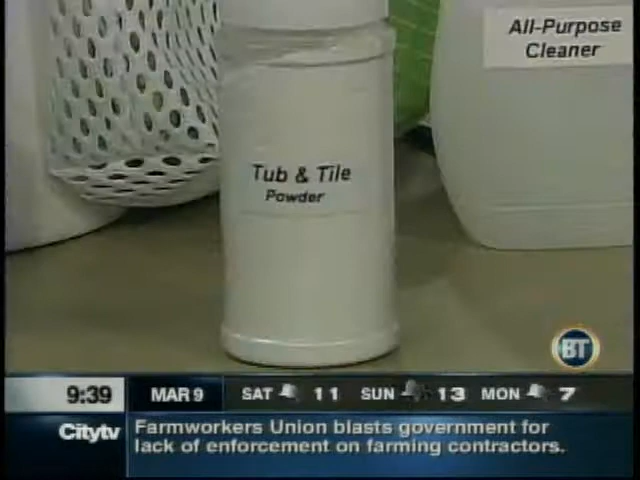 All-Purpose
Cleaner
Tub & Tile
Powder
BT
9:39 MAR 9 SAT 11 SUN 13 MON 7
Citytv
Farmworkers Union blasts government for
lack of enforcement on farming contractors.